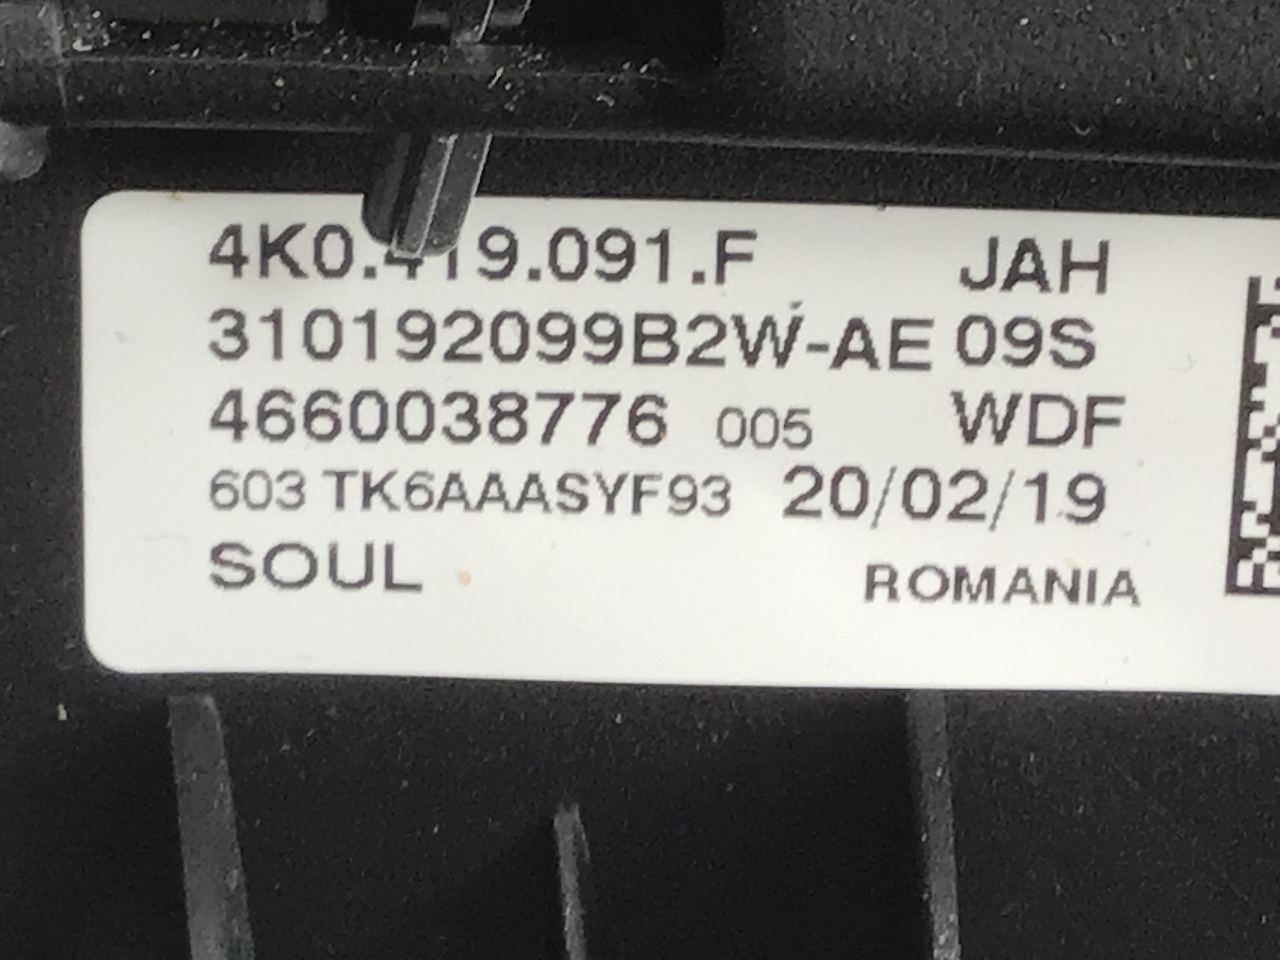 4K0.419.091.F JAH
310192099B2W-AE 09S
4660038776 005 WDF
603 TK6AAASYF93 20/02/19
SOUL ROMANIA